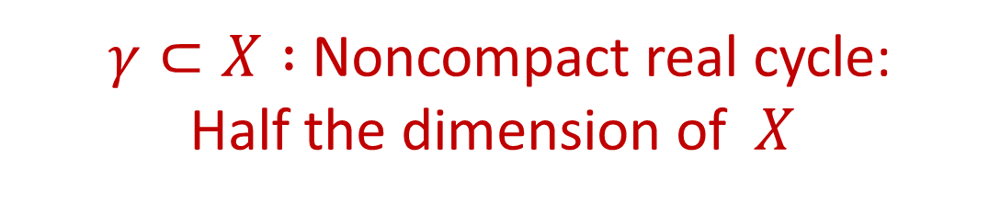 γ ⊂ X : Noncompact real cycle:
Half the dimension of X